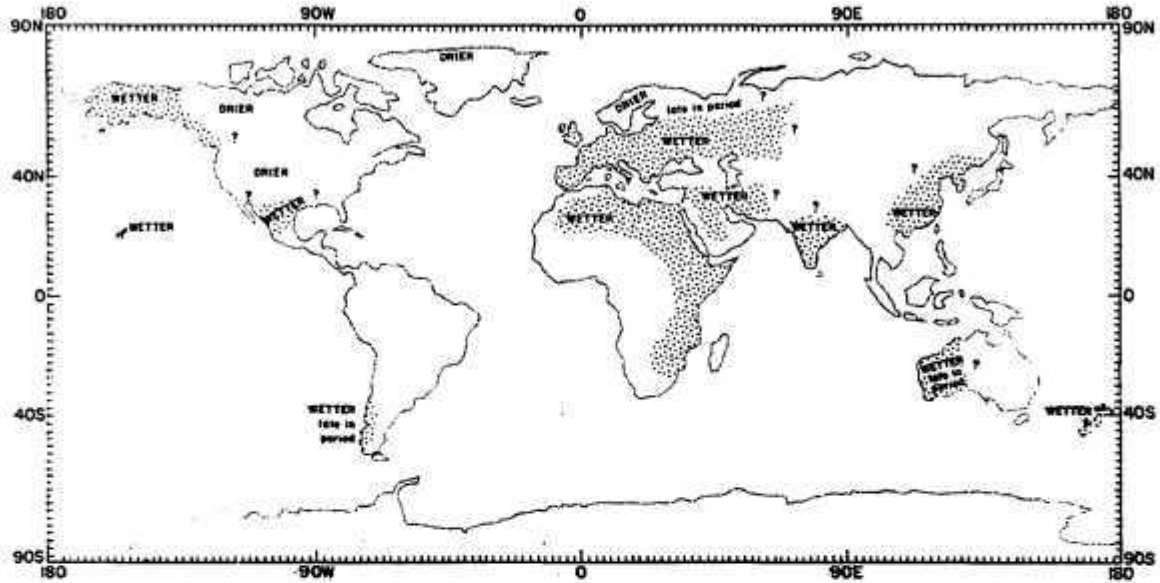 180 90W 0 90E 180
90N 90N
DRIER
WETTER
DRIER
DRIER
late in period
?
?
WETTER
?
DRIER
40N 40N
?
? ?
WETTER
?
?
WETTER
WETTER
WETTER
WETTER
WETTER
0 0
WETTER
late in
period
?
WETTER
late in
period
40S 40S
WETTER
?
90S 90S
180 90W 0 90E 180